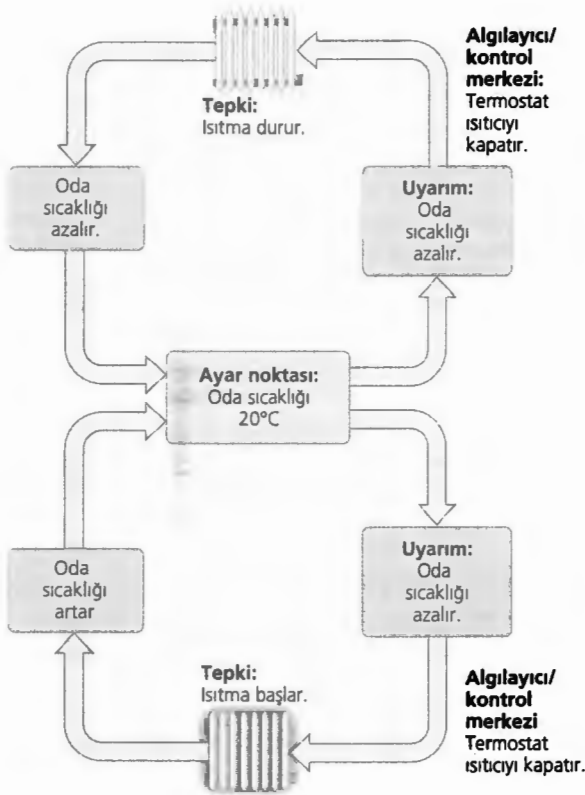 Algılayıcı/
kontrol
merkezi:
Termostat
ısıtıcıyı
kapatır.
Tepki:
Isıtma durur.
Oda
sıcaklığı
azalır.
Uyarım:
Oda
sıcaklığı
azalır.
Ayar noktası:
Oda sıcaklığı
20°C
Oda
sıcaklığı
artar
Uyarım:
Oda
sıcaklığı
azalır.
Tepki:
Isıtma başlar.
Algılayıcı/
kontrol
merkezi
Termostat
ısıtıcıyı kapatır.